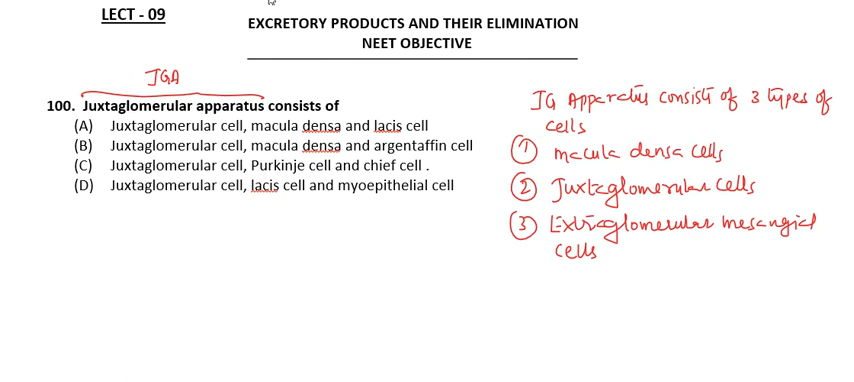 LECT - 09
EXCRETORY PRODUCTS AND THEIR ELIMINATION
NEET OBJECTIVE
JGA
100. Juxtaglomerular apparatus consists of
(A) Juxtaglomerular cell, macula densa and lacis cell
(B) Juxtaglomerular cell, macula densa and argentaffin cell
(C) Juxtaglomerular cell, Purkinje cell and chief cell .
(D) Juxtaglomerular cell, lacis cell and myoepithelial cell
JG Apparatus consists of 3 types of
cells
① macula densa cells
② Juxtaglomerular cells
③ Extraglomerular mesangial
cells